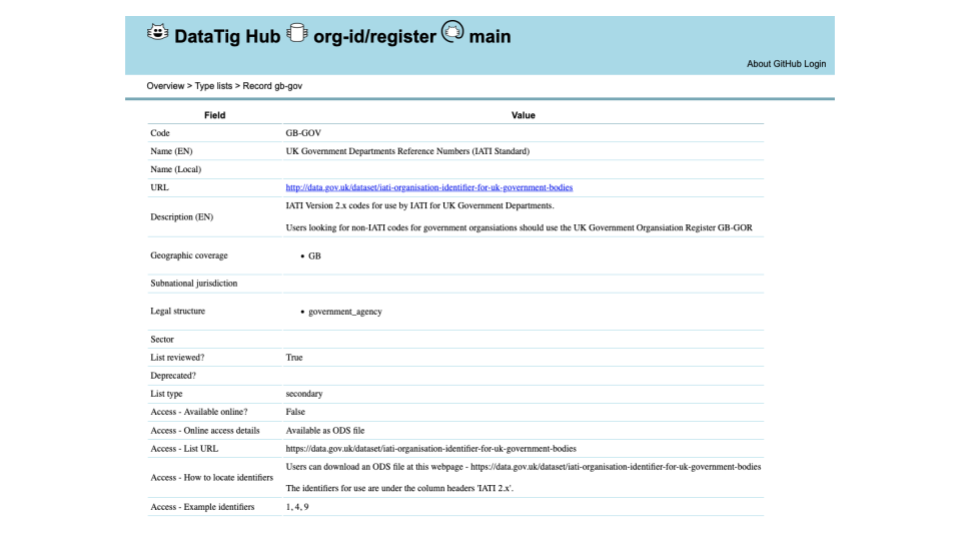 DataTig Hub org-id/register main
About GitHub Login
Overview > Type lists > Record gb-gov
Field Value
Code GB-GOV
Name (EN) UK Government Departments Reference Numbers (IATI Standard)
Name (Local)
URL http://data.gov.uk/dataset/iati-organisation-identifier-for-uk-government-bodies
Description (EN) IATI Version 2.x codes for use by IATI for UK Government Departments.
Users looking for non-IATI codes for government organsiations should use the UK Government Organsiation Register GB-GOR
Geographic coverage • GB
Subnational jurisdiction
Legal structure • government_agency
Sector
List reviewed? True
Deprecated?
List type secondary
Access - Available online? False
Access - Online access details Available as ODS file
Access - List URL https://data.gov.uk/dataset/iati-organisation-identifier-for-uk-government-bodies
Access - How to locate identifiers Users can download an ODS file at this webpage - https://data.gov.uk/dataset/iati-organisation-identifier-for-uk-government-bodies
The identifiers for use are under the column headers 'IATI 2.x'.
Access - Example identifiers 1, 4, 9